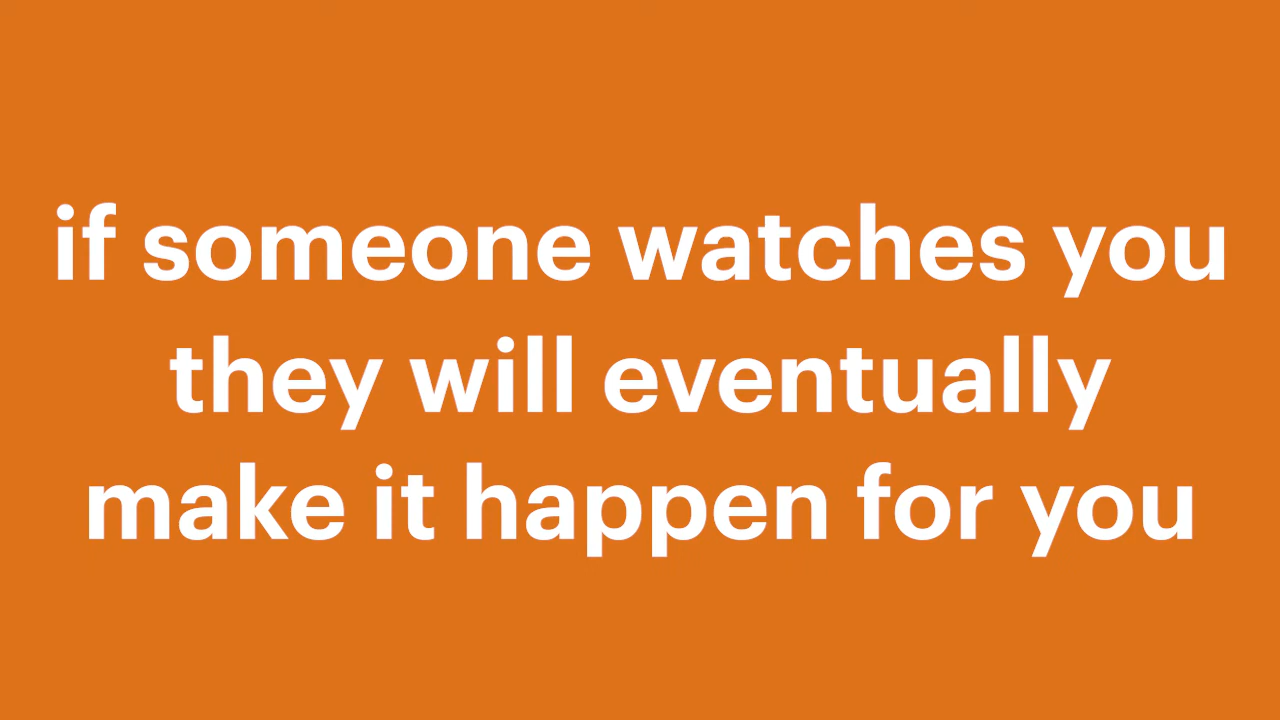 if someone watches you
they will eventually
make it happen for you